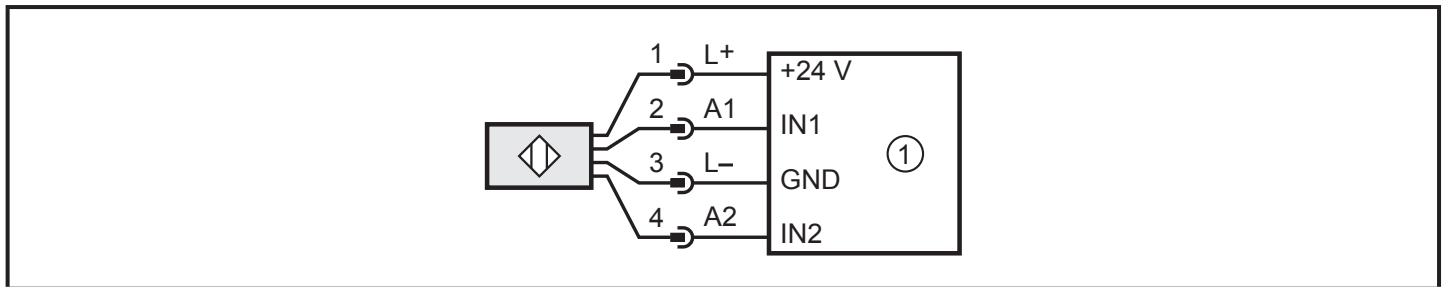 1 L+ +24 V
2 A1 IN1
3 L– GND
4 A2 IN2
①